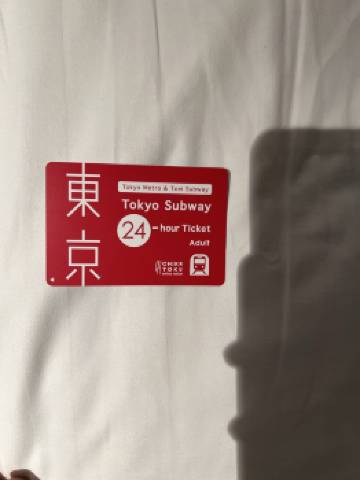 東京
Tokyo Metro & Toei Subway
Tokyo Subway
24-hour Ticket
Adult